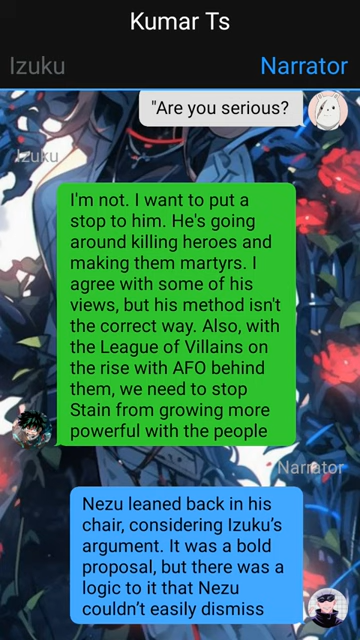 Kumar Ts
Izuku
Narrator
"Are you serious?
Izuku
I'm not. I want to put a
stop to him. He's going
around killing heroes and
making them martyrs. I
agree with some of his
views, but his method isn't
the correct way. Also, with
the League of Villains on
the rise with AFO behind
them, we need to stop
Stain from growing more
powerful with the people
Narrator
Nezu leaned back in his
chair, considering Izuku's
argument. It was a bold
proposal, but there was a
logic to it that Nezu
couldn't easily dismiss